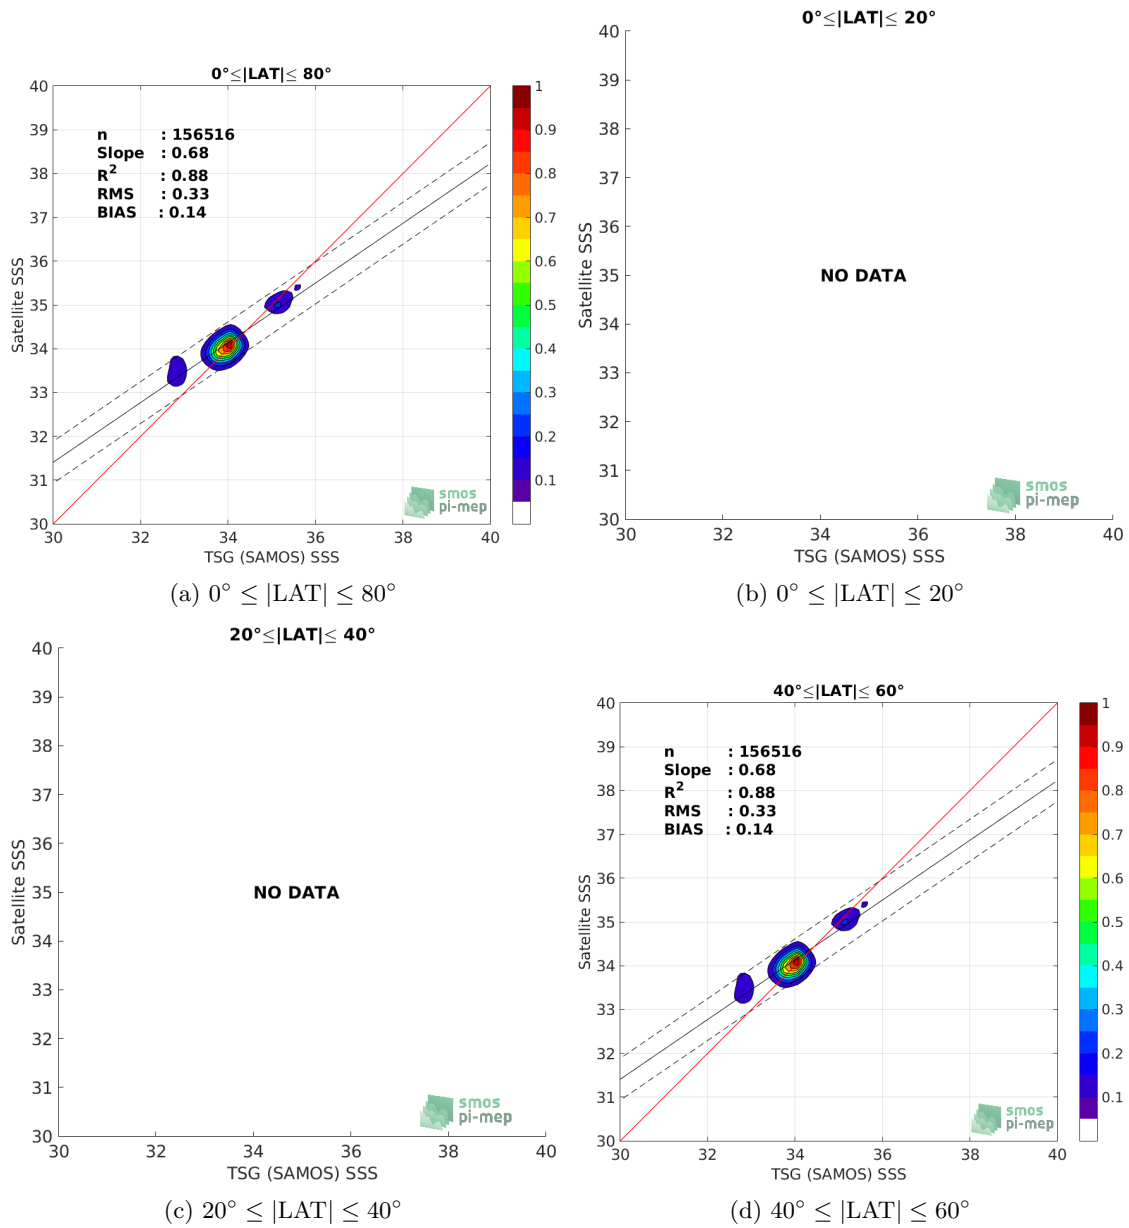 0°≤|LAT|≤ 80°
40
39
38
37
36
35
34
33
32
31
30
Satellite SSS
n : 156516
Slope : 0.68
R² : 0.88
RMS : 0.33
BIAS : 0.14
1
0.9
0.8
0.7
0.6
0.5
0.4
0.3
0.2
0.1
smos
pi-mep
30 32 34 36 38 40
TSG (SAMOS) SSS
(a) 0° ≤ |LAT| ≤ 80°
0°≤|LAT|≤ 20°
40
39
38
37
36
35
34
33
32
31
30
Satellite SSS
NO DATA
smos
pi-mep
30 32 34 36 38 40
TSG (SAMOS) SSS
(b) 0° ≤ |LAT| ≤ 20°
20°≤|LAT|≤ 40°
40
39
38
37
36
35
34
33
32
31
30
Satellite SSS
NO DATA
smos
pi-mep
30 32 34 36 38 40
TSG (SAMOS) SSS
(c) 20° ≤ |LAT| ≤ 40°
40°≤|LAT|≤ 60°
40
39
38
37
36
35
34
33
32
31
30
Satellite SSS
n : 156516
Slope : 0.68
R² : 0.88
RMS : 0.33
BIAS : 0.14
1
0.9
0.8
0.7
0.6
0.5
0.4
0.3
0.2
0.1
smos
pi-mep
30 32 34 36 38 40
TSG (SAMOS) SSS
(d) 40° ≤ |LAT| ≤ 60°